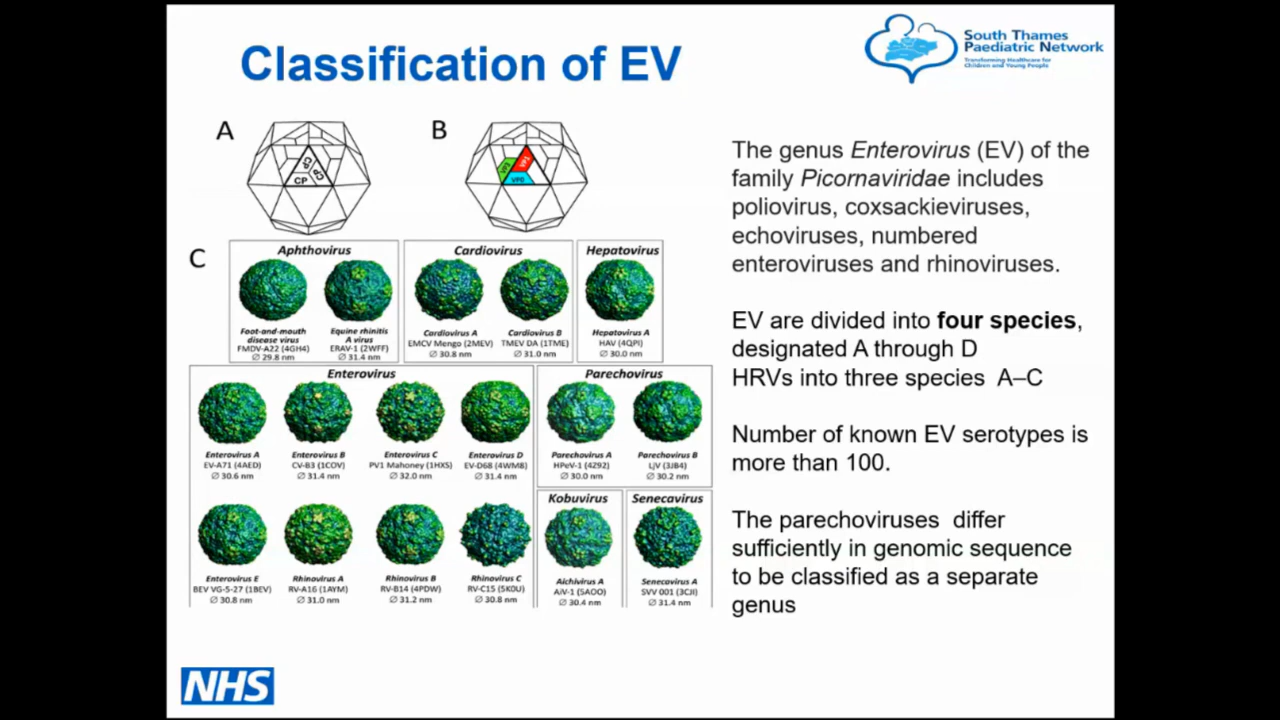 Classification of EV
South Thames
Paediatric Network
Transforming Healthcare for
Children and Young People
A
B
CP
CP
CP
VP1
VP0
C
Aphthovirus
Foot-and-mouth
disease virus
FMDV-A22 (4GH4)
∅ 29.8 nm
Equine rhinitis
A virus
ERAV-1 (2WFF)
∅ 31.4 nm
Cardiovirus
Cardiovirus A
EMCV Mengo (2MEV)
∅ 30.8 nm
Cardiovirus B
TMEV DA (1TME)
∅ 31.0 nm
Hepatovirus
Hepatovirus A
HAV (4QPI)
∅ 30.0 nm
Enterovirus
Enterovirus A
EV-A71 (4AED)
∅ 30.6 nm
Enterovirus B
CV-B3 (1COV)
∅ 31.4 nm
Enterovirus C
PV1 Mahoney (1HXS)
∅ 32.0 nm
Enterovirus D
EV-D68 (4WM8)
∅ 31.4 nm
Enterovirus E
BEV VG-5-27 (1BEV)
∅ 30.8 nm
Rhinovirus A
RV-A16 (1AYM)
∅ 31.0 nm
Rhinovirus B
RV-B14 (4PDW)
∅ 31.2 nm
Rhinovirus C
RV-C15 (5K0U)
∅ 30.8 nm
Parechovirus
Parechovirus A
HPeV-1 (4Z92)
∅ 30.0 nm
Parechovirus B
LjV (3JB4)
∅ 30.2 nm
Kobuvirus
Aichivirus A
AiV-1 (5AOO)
∅ 30.4 nm
Senecavirus
Senecavirus A
SVV 001 (3CJI)
∅ 31.4 nm
The genus Enterovirus (EV) of the
family Picornaviridae includes
poliovirus, coxsackieviruses,
echoviruses, numbered
enteroviruses and rhinoviruses.
EV are divided into four species,
designated A through D
HRVs into three species A–C
Number of known EV serotypes is
more than 100.
The parechoviruses differ
sufficiently in genomic sequence
to be classified as a separate
genus
NHS